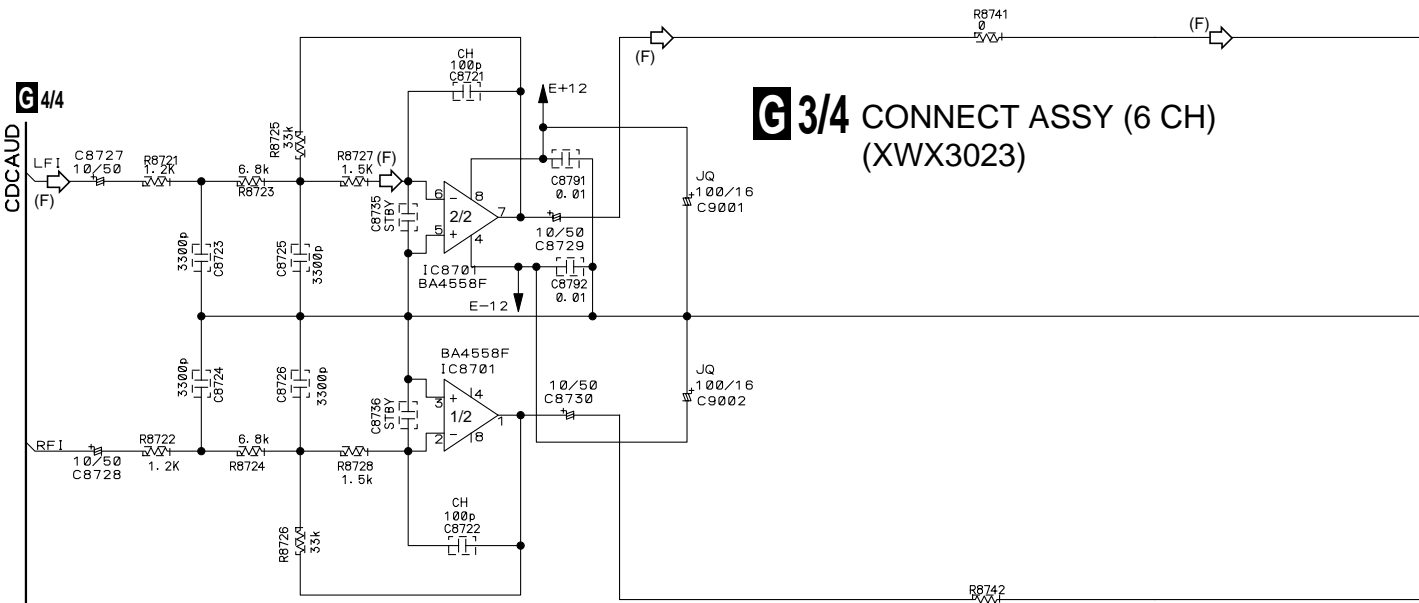 R8741
0
(F)
(F)
G 4/4
G 3/4 CONNECT ASSY (6 CH)
(XWX3023)
CDCAUD
LFI
(F)
C8727
10/50
R8721
1.2K
6.8k
R8723
R8725
33k
R8727
1.5K
(F)
CH
100p
C8721
E+12
C8735
STBY
6
5
2/2
8
4
7
IC8701
BA4558F
C8791
0.01
10/50
C8729
C8792
0.01
E-12
JQ
100/16
C9001
3300p
C8723
C8725
3300p
3300p
C8724
C8726
3300p
BA4558F
IC8701
C8736
STBY
3
2
1/2
4
8
1
10/50
C8730
JQ
100/16
C9002
RFI
10/50
C8728
R8722
1.2K
6.8k
R8724
R8728
1.5k
R8726
33k
CH
100p
C8722
R8742